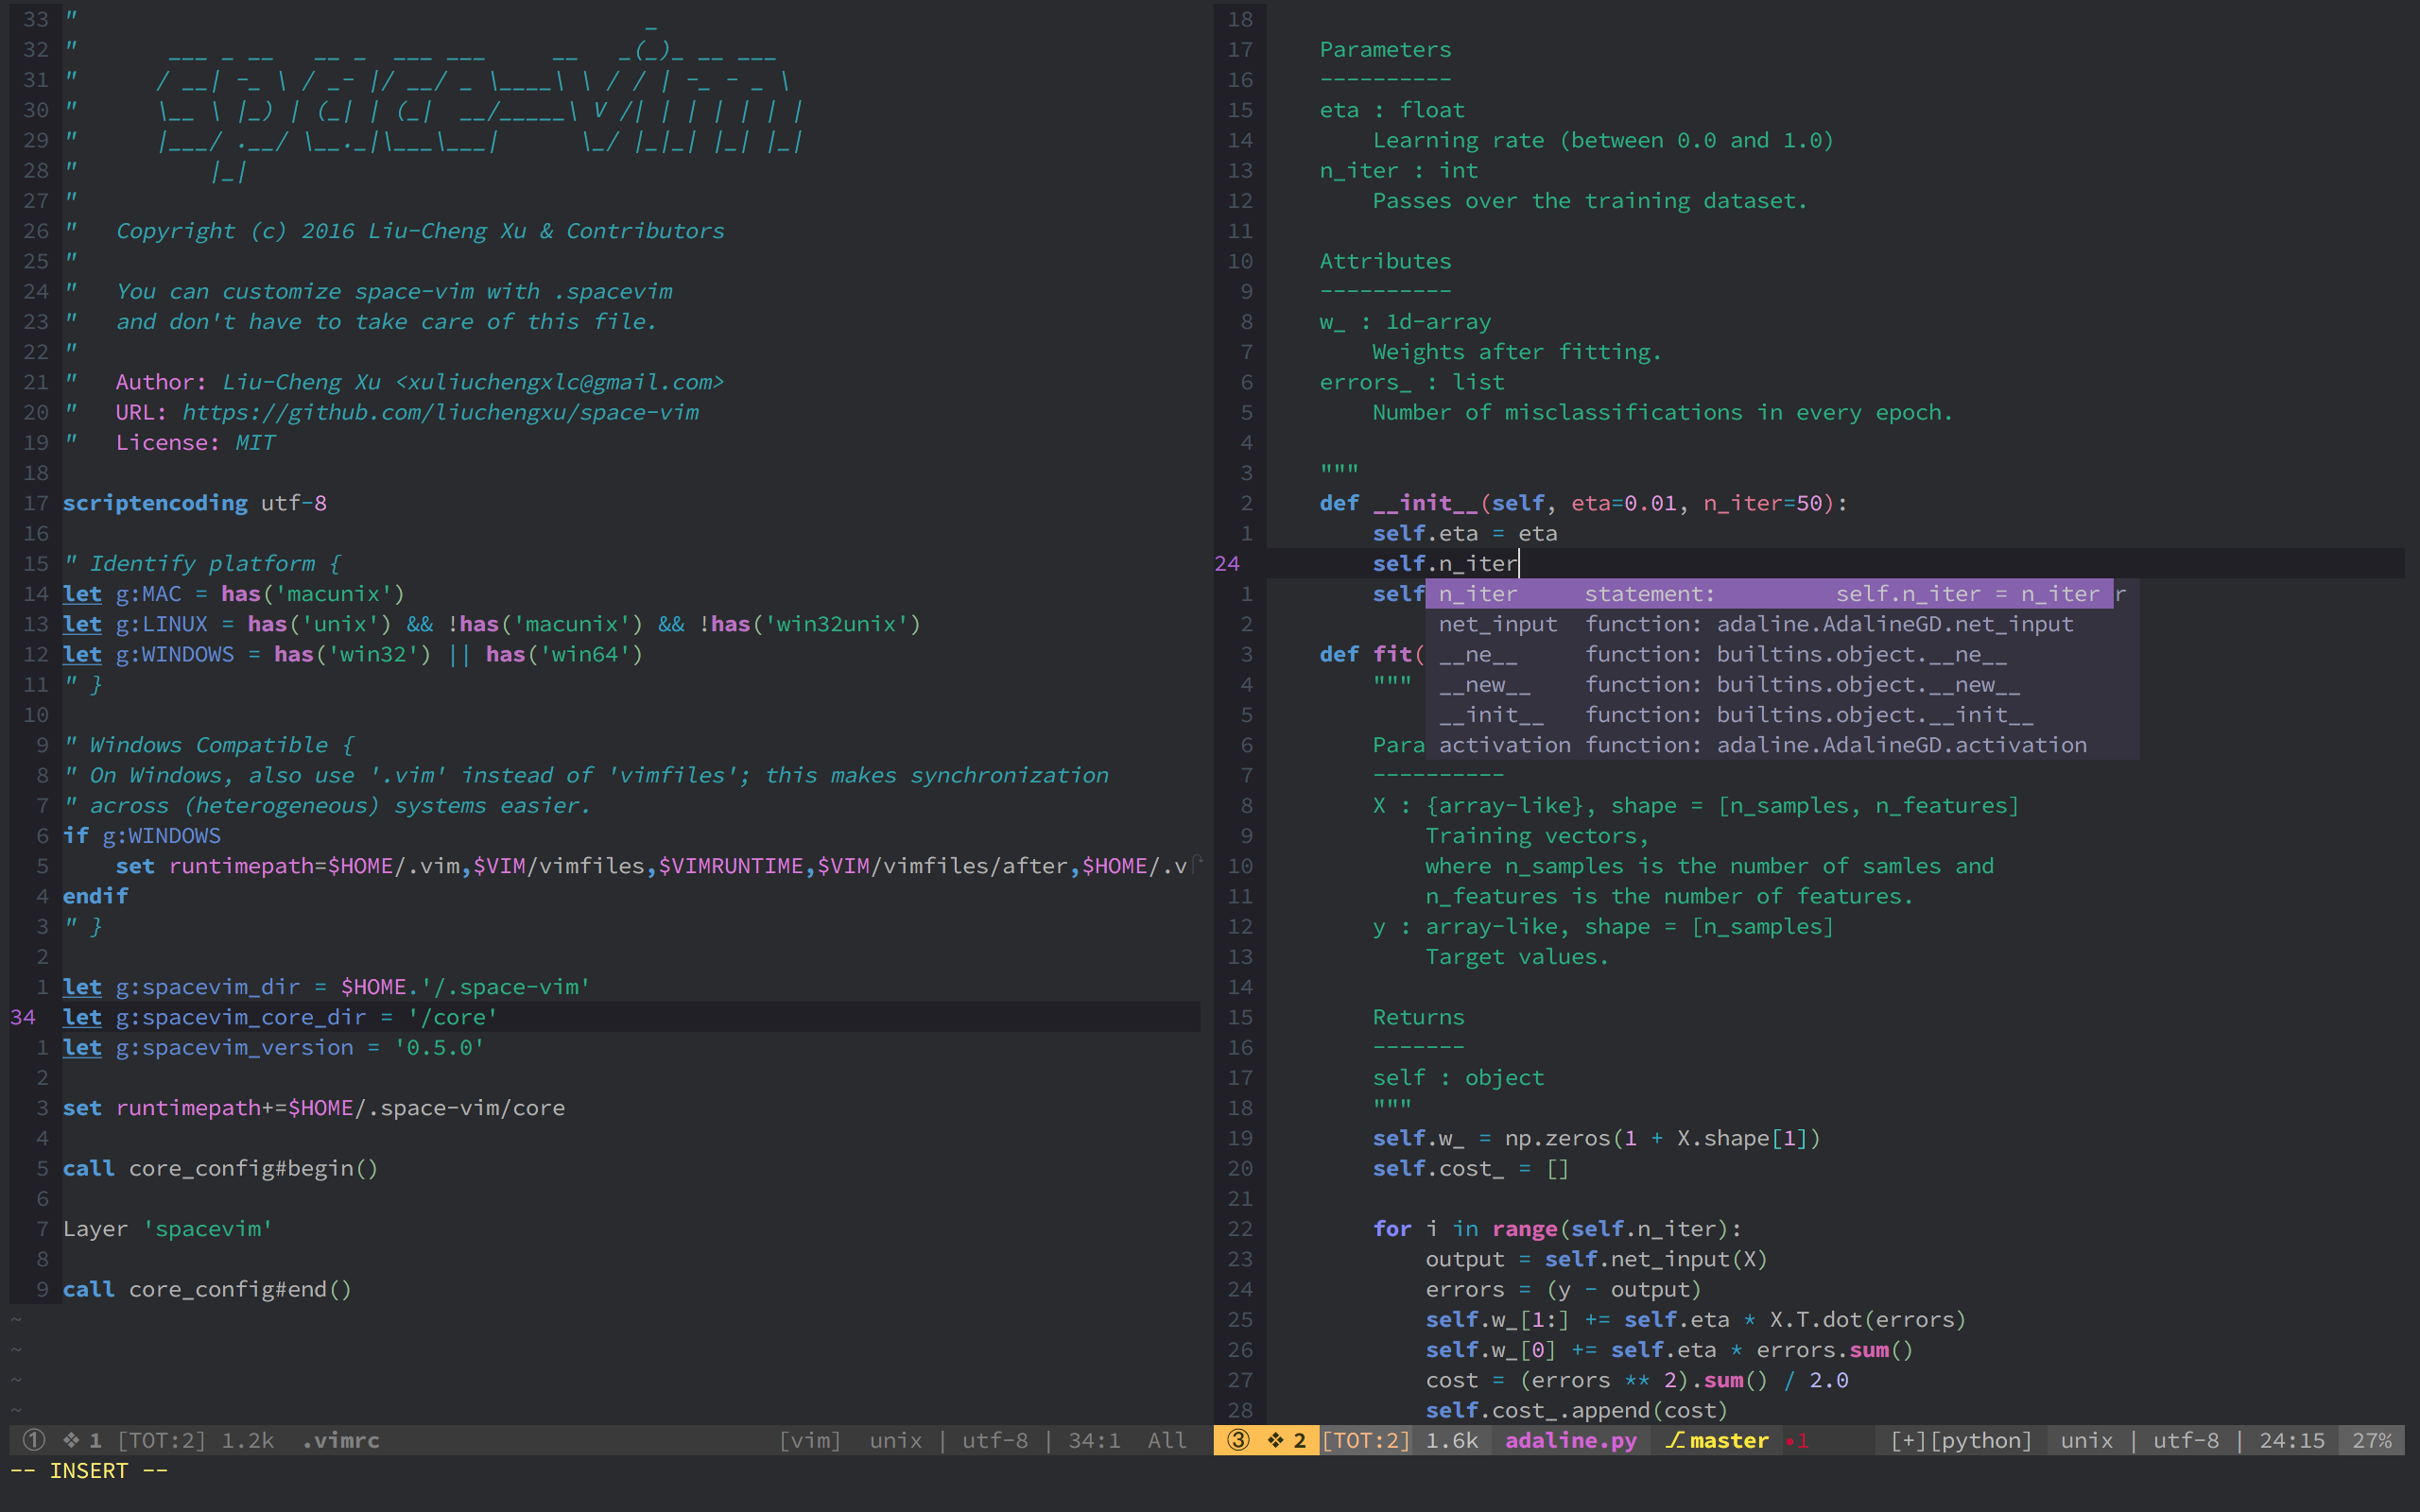 33 "                                            _
32 "       ___ _ __   __ _  ___ ___     __   _(_)_ __ ___
31 "      / __| '_ \ / _` |/ __/ _ \____\ \ / / | '_ ` _ \
30 "      \__ \ |_) | (_| | (_|  __/_____\ V /| | | | | | |
29 "      |___/ .__/ \__,_|\___\___|      \_/ |_|_| |_| |_|
28 "          |_|
27 "
26 "   Copyright (c) 2016 Liu-Cheng Xu & Contributors
25 "
24 "   You can customize space-vim with .spacevim
23 "   and don't have to take care of this file.
22 "
21 "   Author: Liu-Cheng Xu <xuliuchengxlc@gmail.com>
20 "   URL: https://github.com/liuchengxu/space-vim
19 "   License: MIT
18
17 scriptencoding utf-8
16
15 " Identify platform {
14 let g:MAC = has('macunix')
13 let g:LINUX = has('unix') && !has('macunix') && !has('win32unix')
12 let g:WINDOWS = has('win32') || has('win64')
11 " }
10
9 " Windows Compatible {
8 " On Windows, also use '.vim' instead of 'vimfiles'; this makes synchronization
7 " across (heterogeneous) systems easier.
6 if g:WINDOWS
5     set runtimepath=$HOME/.vim,$VIM/vimfiles,$VIMRUNTIME,$VIM/vimfiles/after,$HOME/.v
4 endif
3 " }
2
1 let g:spacevim_dir = $HOME.'/.space-vim'
34 let g:spacevim_core_dir = '/core'
1 let g:spacevim_version = '0.5.0'
2
3 set runtimepath+=$HOME/.space-vim/core
4
5 call core_config#begin()
6
7 Layer 'spacevim'
8
9 call core_config#end()
~
~
~
~
① ❖ 1 [TOT:2] 1.2k .vimrc [vim] unix | utf-8 | 34:1 All
-- INSERT --
18
17     Parameters
16     ----------
15     eta : float
14         Learning rate (between 0.0 and 1.0)
13     n_iter : int
12         Passes over the training dataset.
11
10     Attributes
9     ----------
8     w_ : 1d-array
7         Weights after fitting.
6     errors_ : list
5         Number of misclassifications in every epoch.
4
3     """
2     def __init__(self, eta=0.01, n_iter=50):
1         self.eta = eta
24         self.n_iter
1         self n_iter     statement:         self.n_iter = n_iter r
2             net_input  function: adaline.AdalineGD.net_input
3     def fit( __ne__     function: builtins.object.__ne__
4         """ __new__    function: builtins.object.__new__
5             __init__   function: builtins.object.__init__
6         Para activation function: adaline.AdalineGD.activation
7         ----------
8         X : {array-like}, shape = [n_samples, n_features]
9             Training vectors,
10             where n_samples is the number of samles and
11             n_features is the number of features.
12         y : array-like, shape = [n_samples]
13             Target values.
14
15         Returns
16         -------
17         self : object
18         """
19         self.w_ = np.zeros(1 + X.shape[1])
20         self.cost_ = []
21
22         for i in range(self.n_iter):
23             output = self.net_input(X)
24             errors = (y - output)
25             self.w_[1:] += self.eta * X.T.dot(errors)
26             self.w_[0] += self.eta * errors.sum()
27             cost = (errors ** 2).sum() / 2.0
28             self.cost_.append(cost)
③ ❖ 2 [TOT:2] 1.6k adaline.py ⎇master •1 [+][python] unix | utf-8 | 24:15 27%